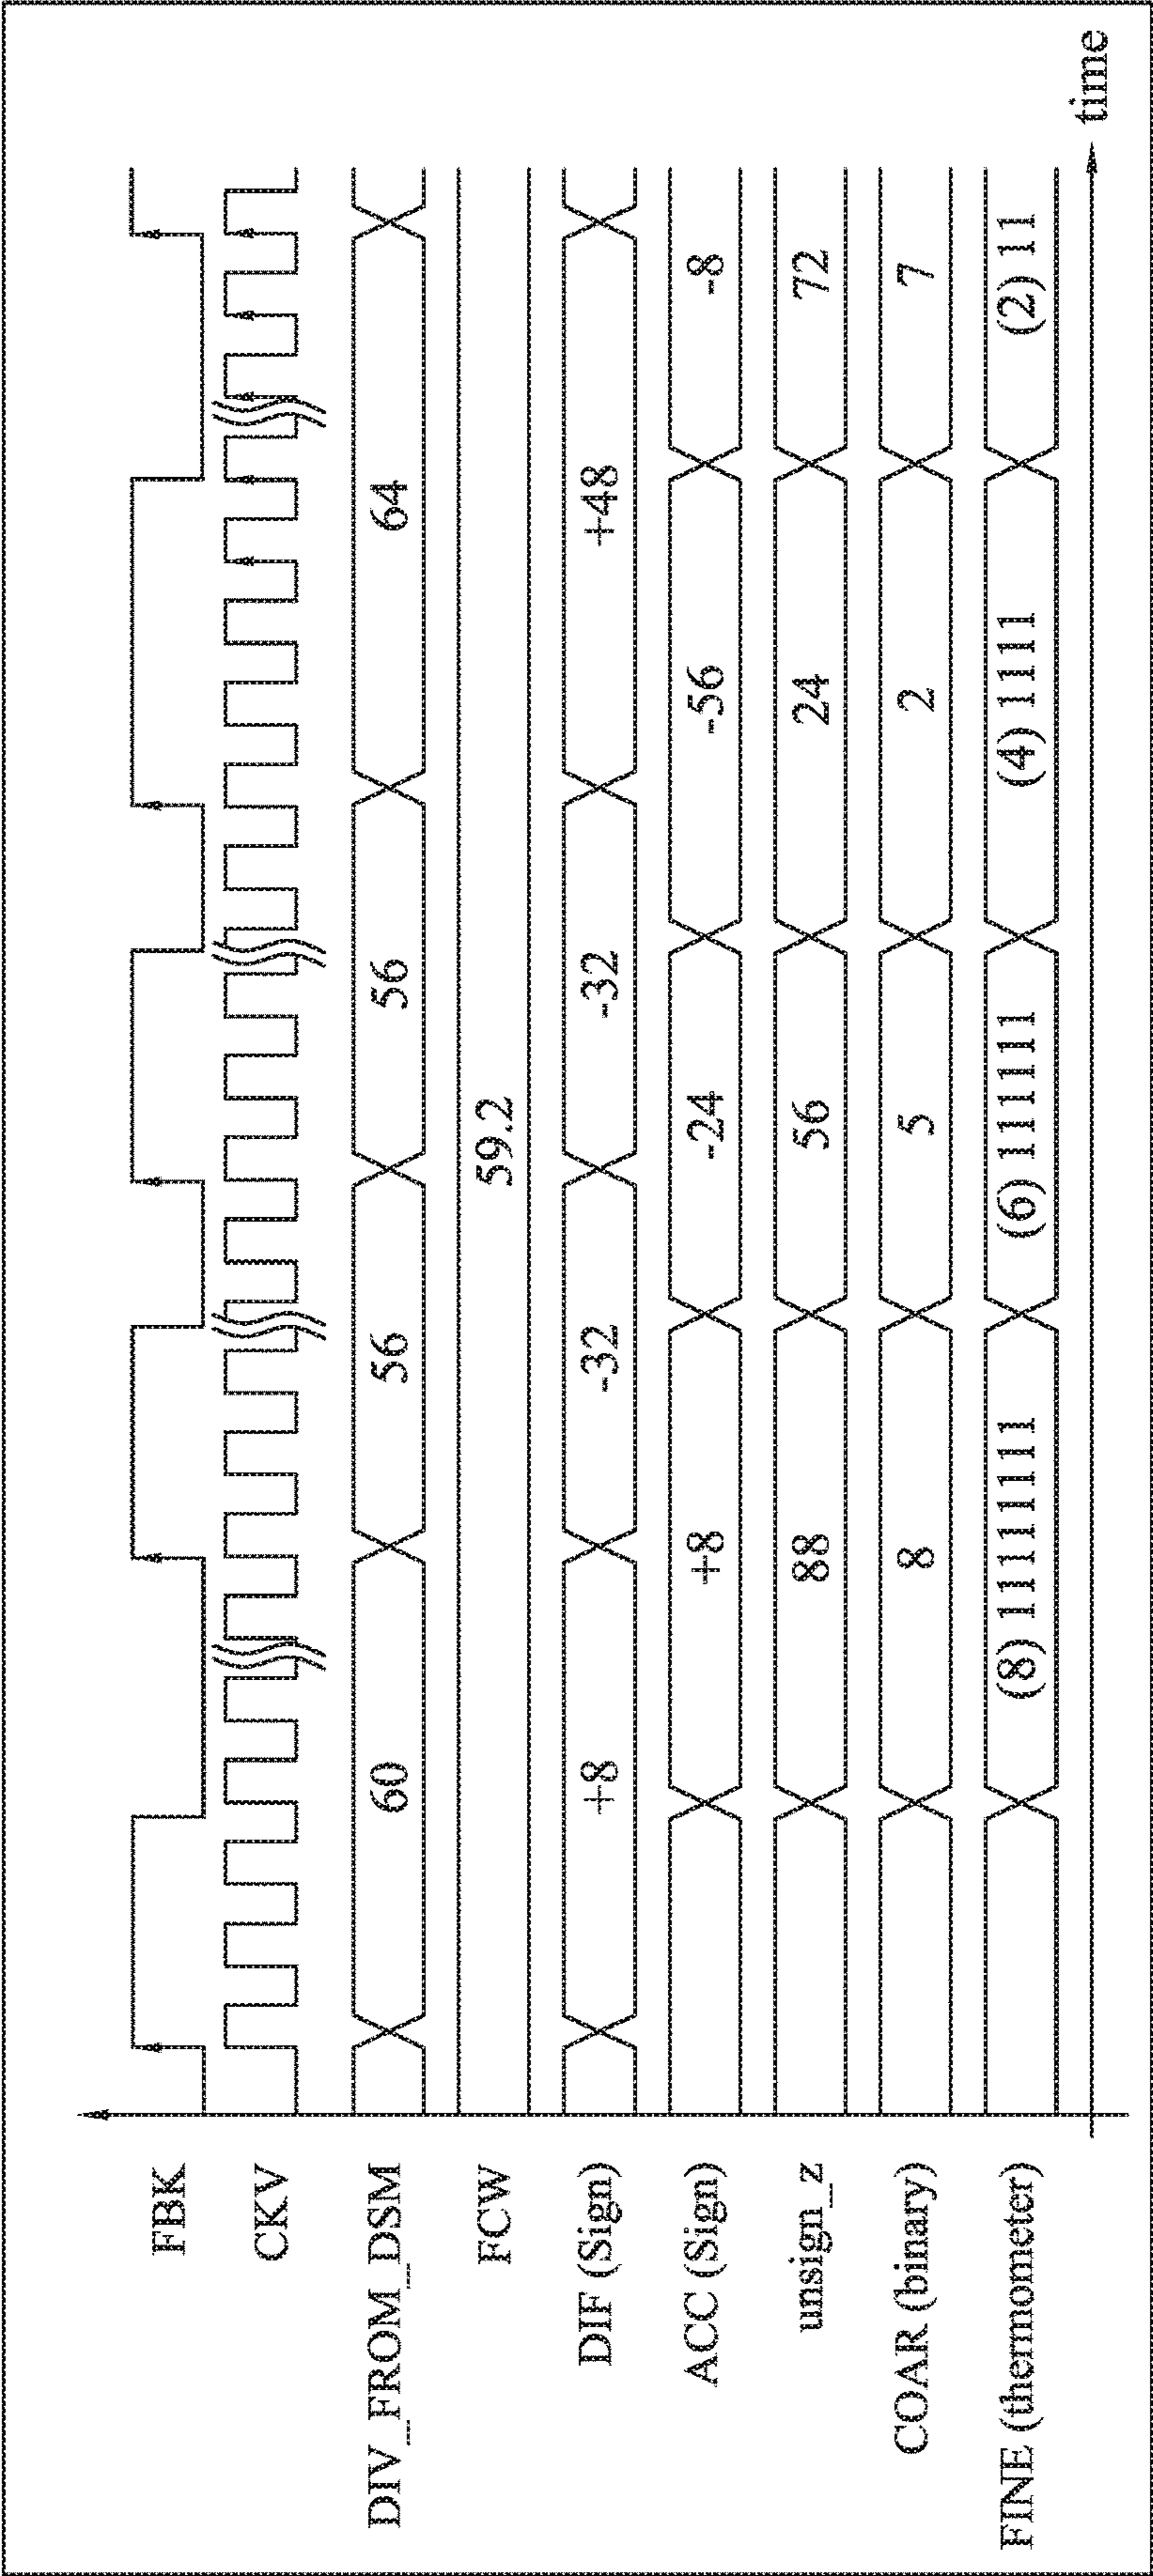 FBK
CKV
DIV_FROM_DSM 60 56 56 64
FCW 59.2
DIF (Sign) +8 -32 -32 +48
ACC (Sign) +8 -24 -56 -8
unsign_z 88 56 24 72
COAR (binary) 8 5 2 7
FINE (thermometer) (8) 11111111 (6) 111111 (4) 1111 (2) 11
time